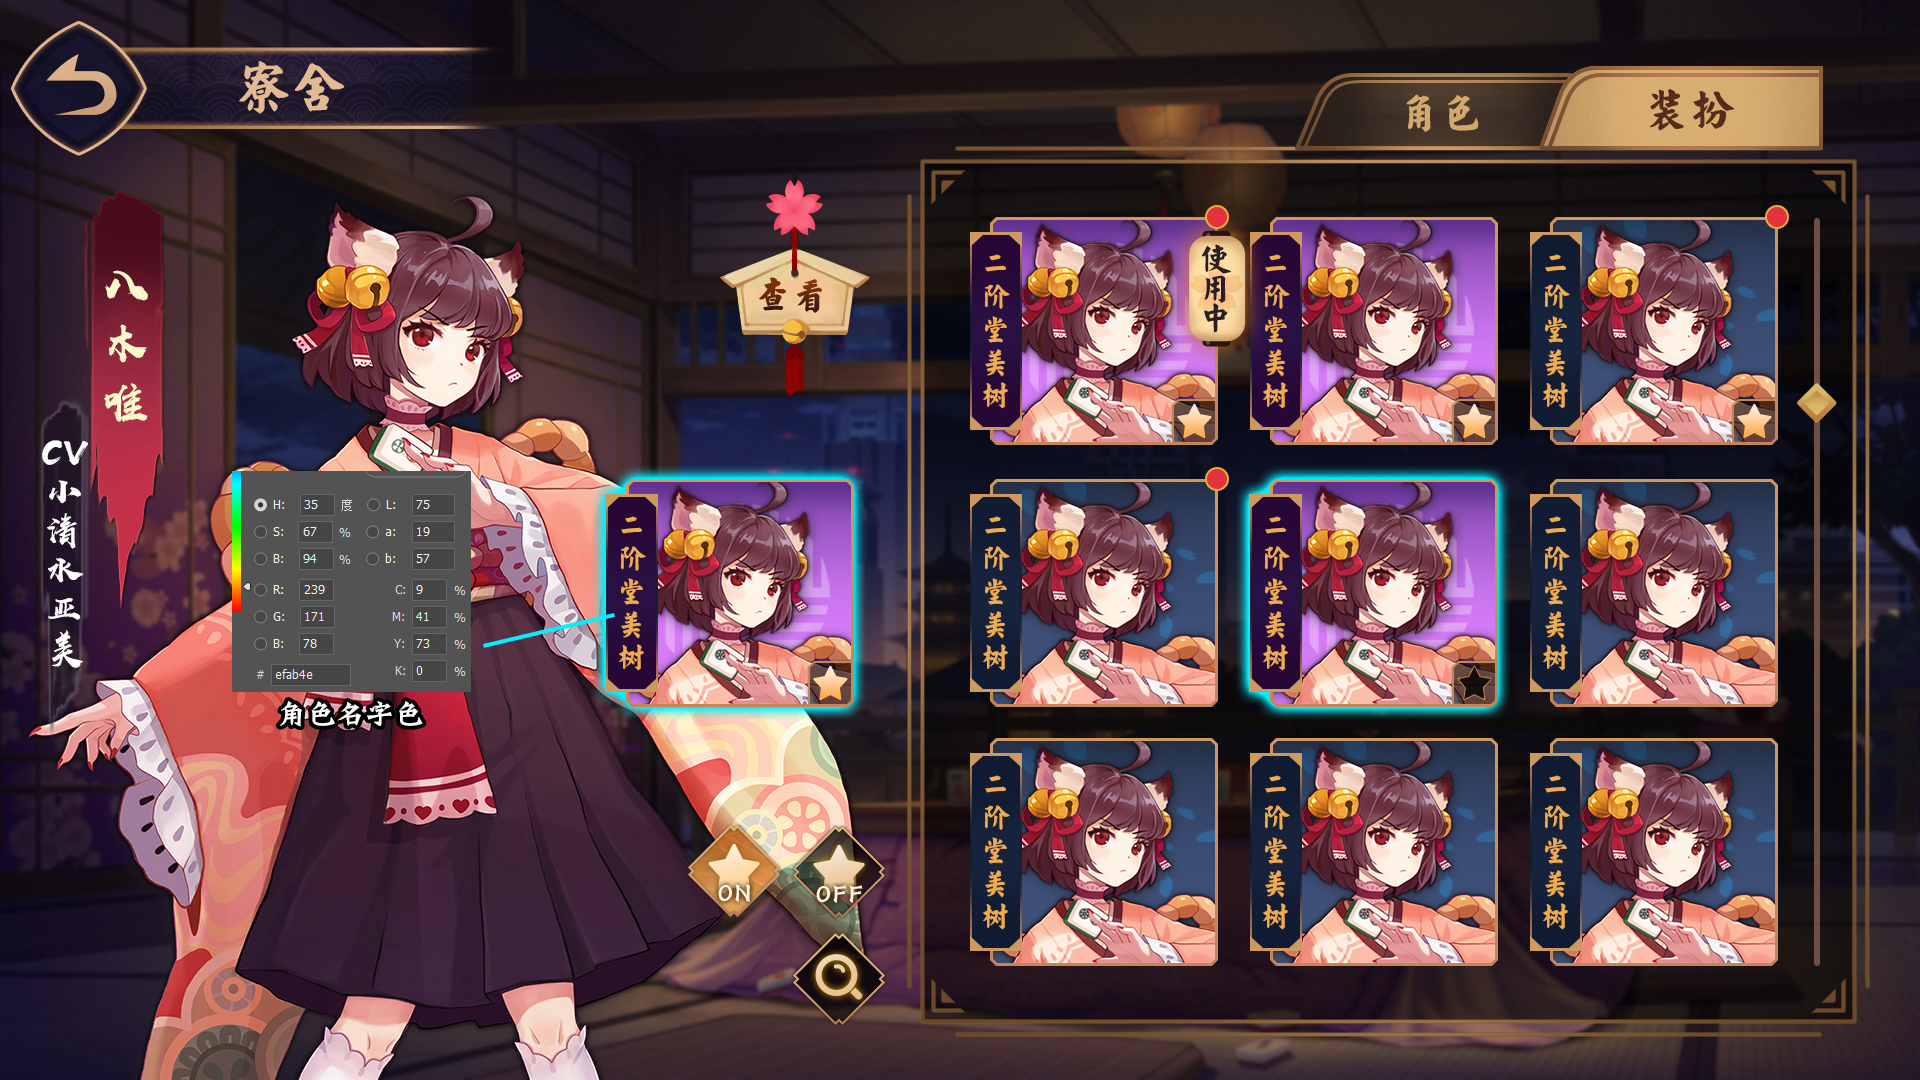 寮舍
角色
装扮
八木唯
CV小清水亚美
查看
H: 35 度 L: 75
S: 67 % a: 19
B: 94 % b: 57
R: 239 C: 9 %
G: 171 M: 41 %
B: 78 Y: 73 %
# efab4e K: 0 %
角色名字色
二阶堂美树
ON
OFF
二阶堂美树
使用中
二阶堂美树
二阶堂美树
二阶堂美树
二阶堂美树
二阶堂美树
二阶堂美树
二阶堂美树
二阶堂美树